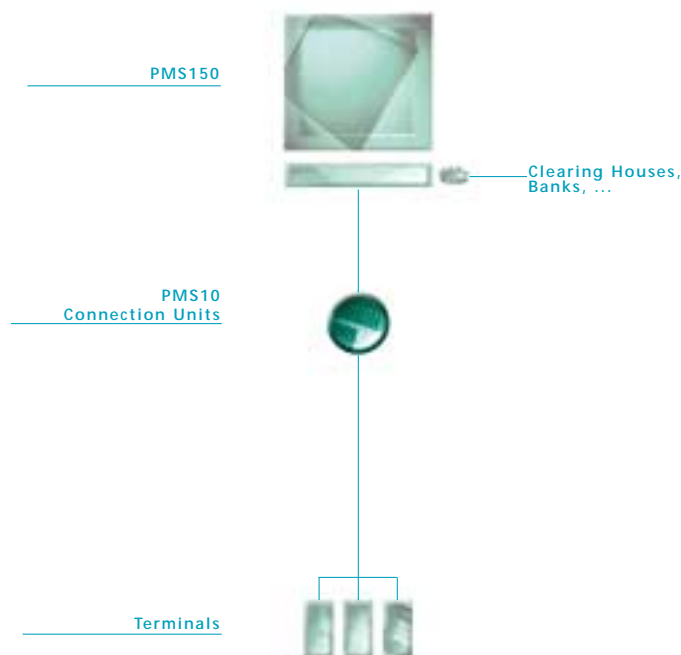 PMS150
Clearing Houses,
Banks, ...
PMS10
Connection Units
Terminals